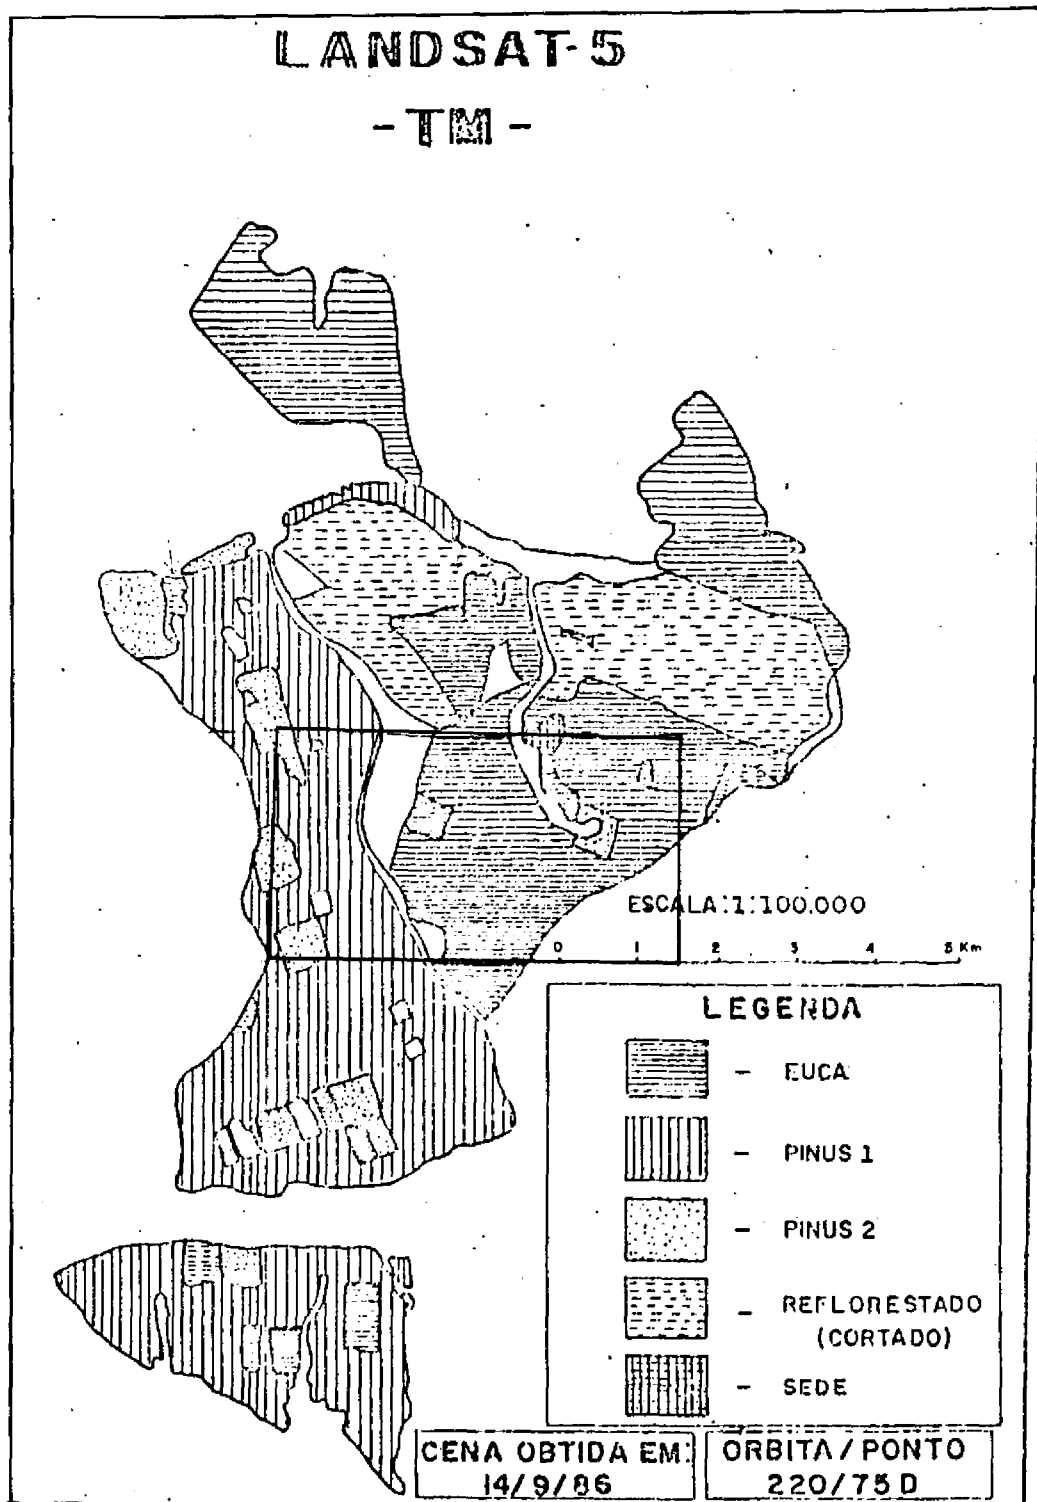 LANDSAT-5
- TM -
ESCALA:1:100.000
0 1 2 3 4 5 Km
LEGENDA
- EUCA
- PINUS 1
- PINUS 2
- REFLORESTADO
(CORTADO)
- SEDE
CENA OBTIDA EM:
14/9/86
ORBITA/PONTO
220/75 D